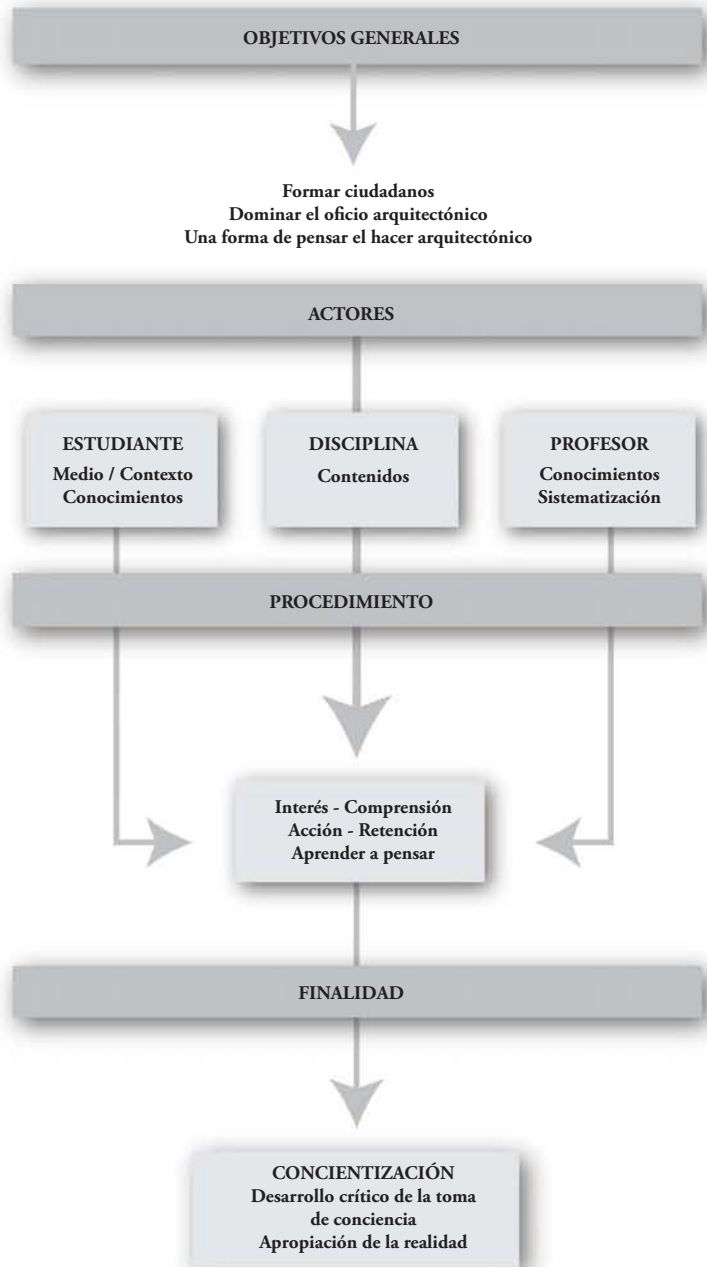 OBJETIVOS GENERALES
Formar ciudadanos
Dominar el oficio arquitectónico
Una forma de pensar el hacer arquitectónico
ACTORES
ESTUDIANTE
Medio / Contexto
Conocimientos
DISCIPLINA
Contenidos
PROFESOR
Conocimientos
Sistematización
PROCEDIMIENTO
Interés - Comprensión
Acción - Retención
Aprender a pensar
FINALIDAD
CONCIENTIZACIÓN
Desarrollo crítico de la toma
de conciencia
Apropiación de la realidad